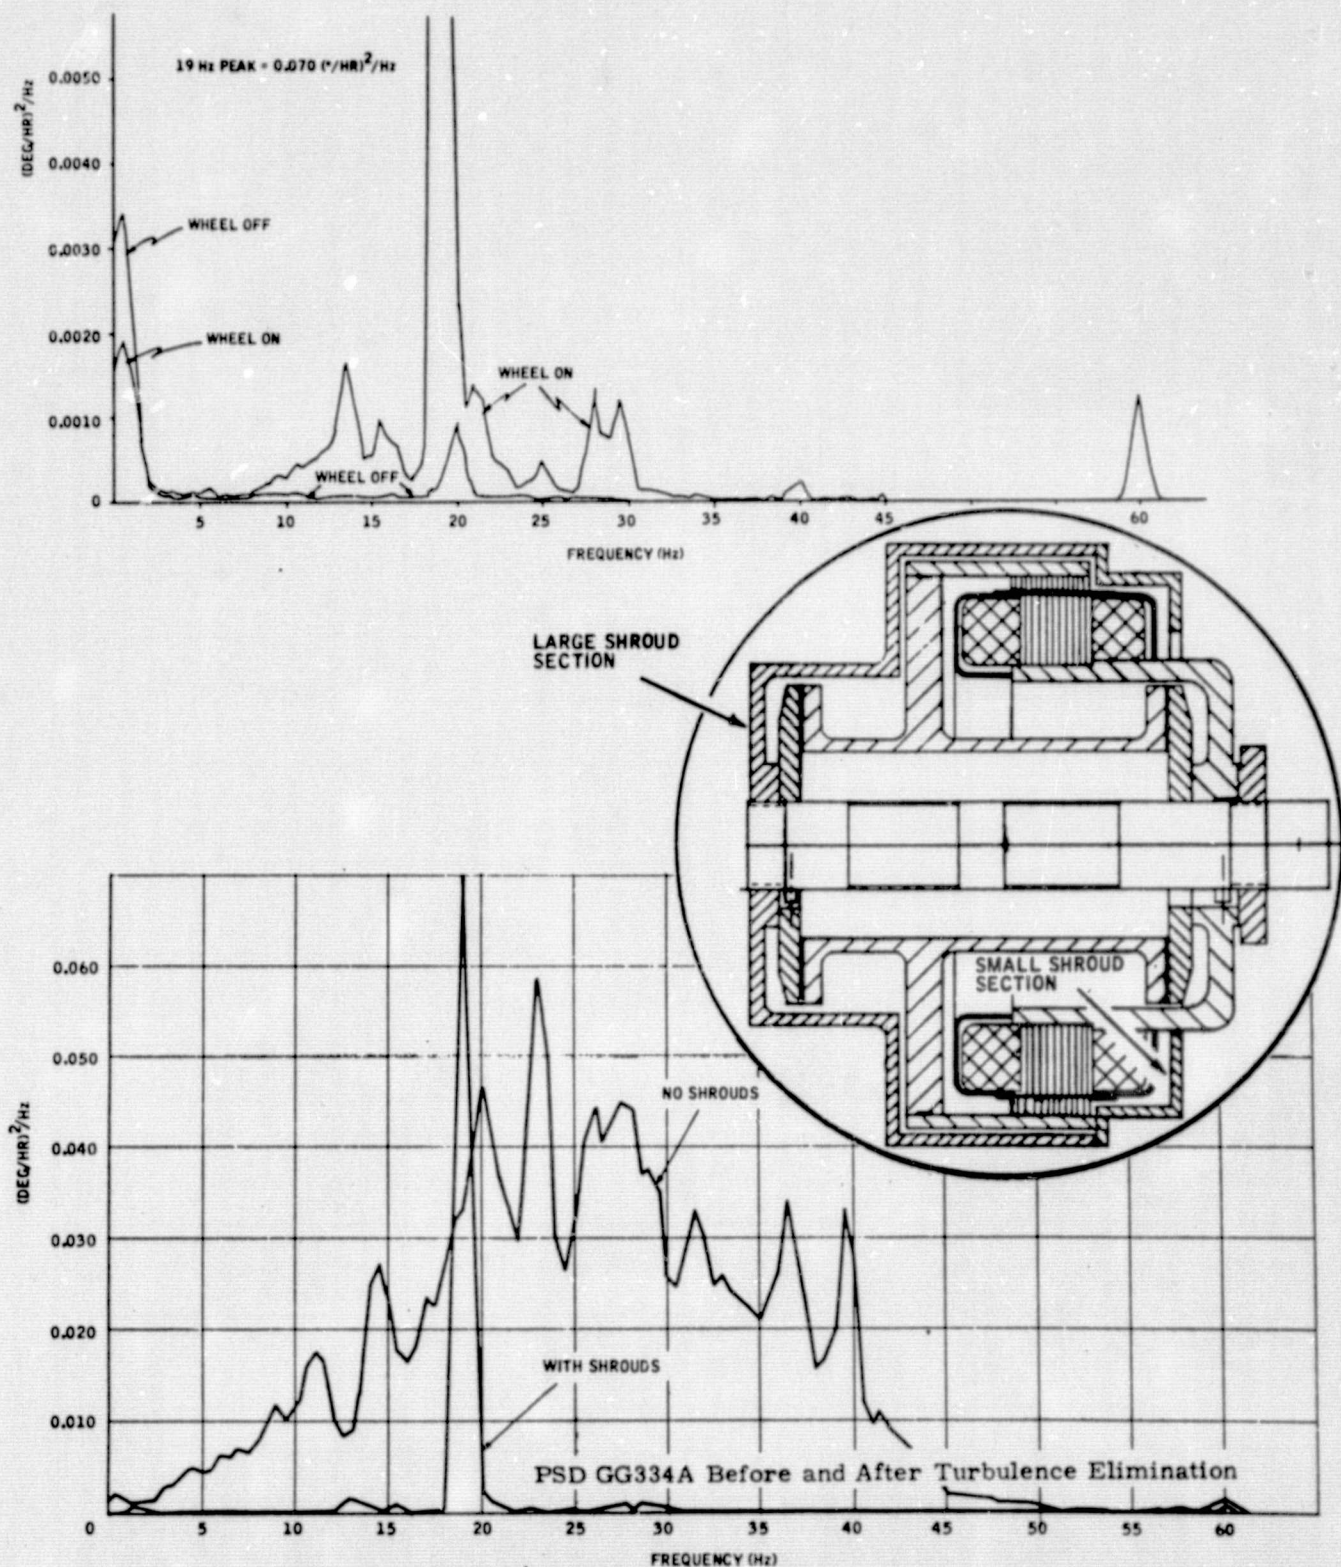 19 Hz PEAK = 0.070 (°/HR)²/Hz
(DEG/HR)²/Hz
0.0050
0.0040
WHEEL OFF
0.0030
0.0020
WHEEL ON
WHEEL ON
0.0010
WHEEL OFF
0
5 10 15 20 25 30 35 40 45 60
FREQUENCY (Hz)
LARGE SHROUD
SECTION
SMALL SHROUD
SECTION
(DEG/HR)²/Hz
0.060
0.050
NO SHROUDS
0.040
0.030
0.020
WITH SHROUDS
0.010
PSD GG334A Before and After Turbulence Elimination
0 5 10 15 20 25 30 35 40 45 50 55 60
FREQUENCY (Hz)